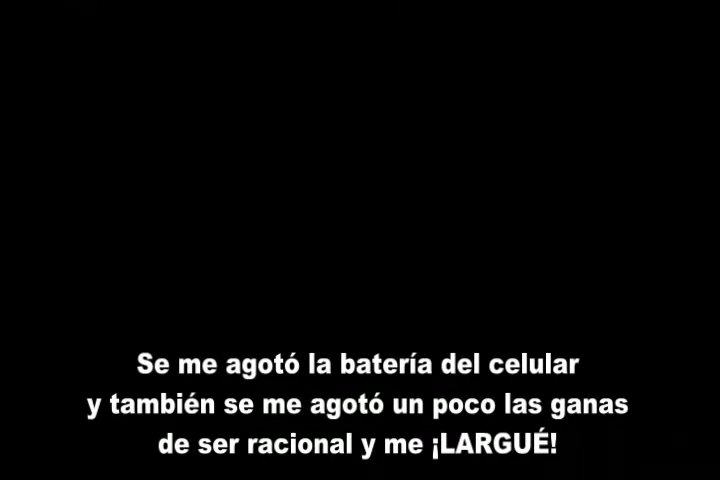 Se me agotó la batería del celular
y también se me agotó un poco las ganas
de ser racional y me ¡LARGUÉ!